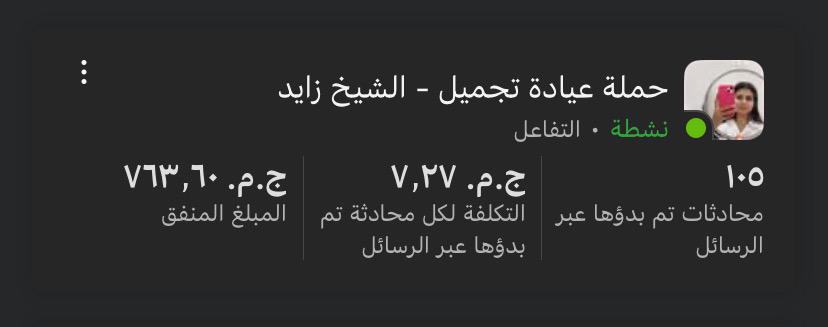 حملة عيادة تجميل - الشيخ زايد
نشطة • التفاعل
١٠٥
محادثات تم بدؤها عبر
الرسائل
ج.م. ٧,٢٧
التكلفة لكل محادثة تم
بدؤها عبر الرسائل
ج.م. ٧٦٣,٦٠
المبلغ المنفق